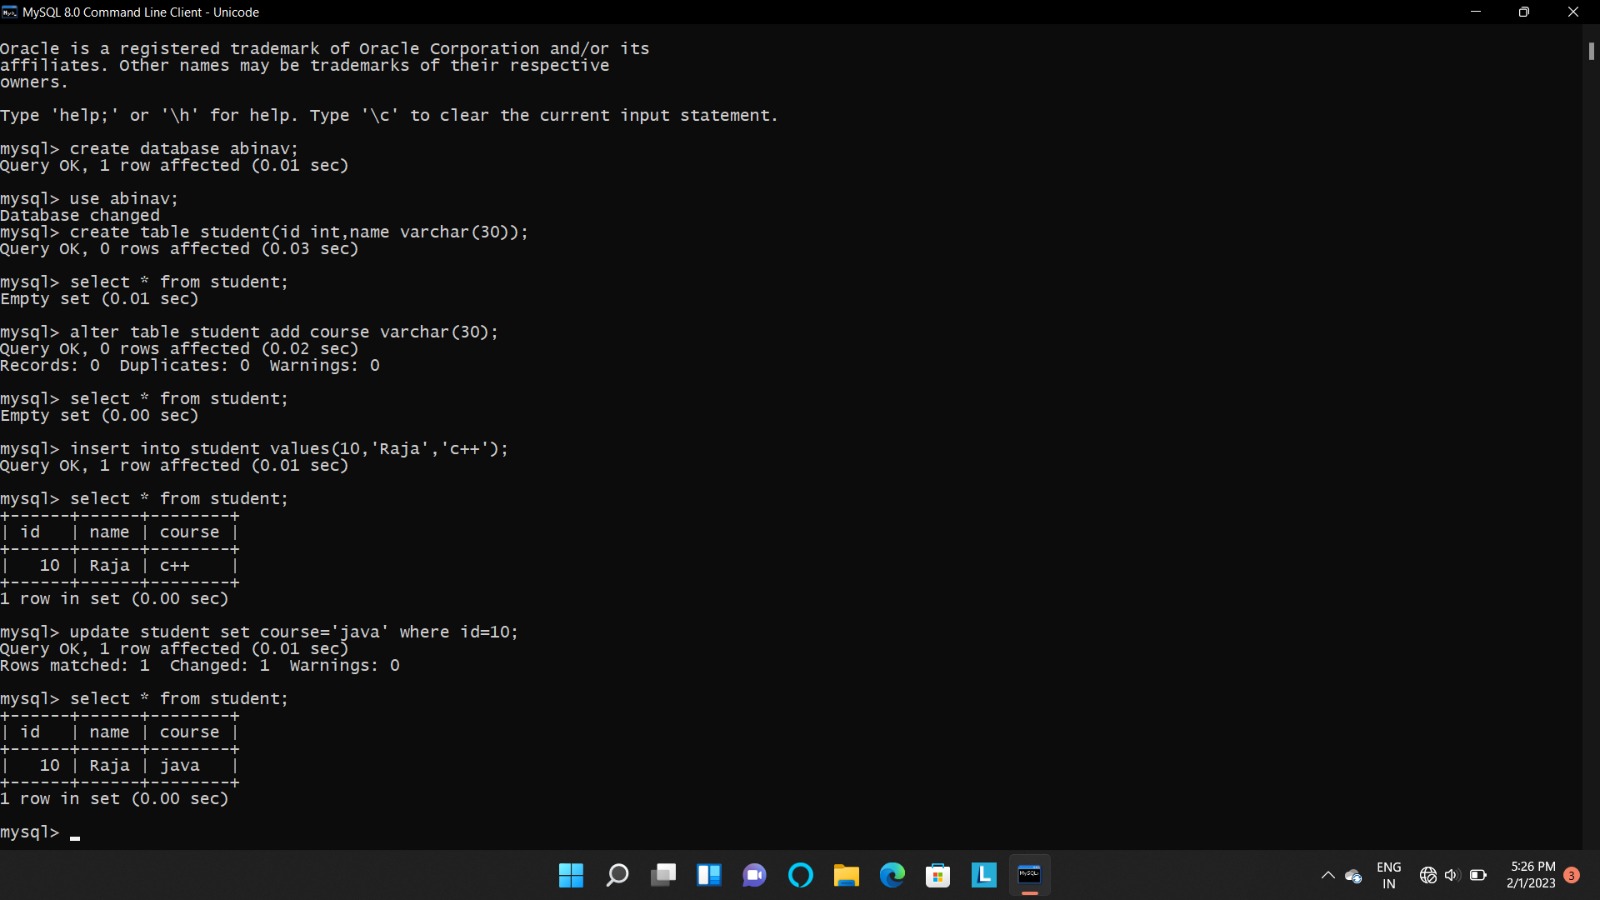 MySQL 8.0 Command Line Client - Unicode
Oracle is a registered trademark of Oracle Corporation and/or its
affiliates. Other names may be trademarks of their respective
owners.
Type 'help;' or '\h' for help. Type '\c' to clear the current input statement.
mysql> create database abinav;
Query OK, 1 row affected (0.01 sec)
mysql> use abinav;
Database changed
mysql> create table student(id int,name varchar(30));
Query OK, 0 rows affected (0.03 sec)
mysql> select * from student;
Empty set (0.01 sec)
mysql> alter table student add course varchar(30);
Query OK, 0 rows affected (0.02 sec)
Records: 0  Duplicates: 0  Warnings: 0
mysql> select * from student;
Empty set (0.00 sec)
mysql> insert into student values(10,'Raja','c++');
Query OK, 1 row affected (0.01 sec)
mysql> select * from student;
+------+------+--------+
| id   | name | course |
+------+------+--------+
|   10 | Raja | c++    |
+------+------+--------+
1 row in set (0.00 sec)
mysql> update student set course='java' where id=10;
Query OK, 1 row affected (0.01 sec)
Rows matched: 1  Changed: 1  Warnings: 0
mysql> select * from student;
+------+------+--------+
| id   | name | course |
+------+------+--------+
|   10 | Raja | java   |
+------+------+--------+
1 row in set (0.00 sec)
mysql> _
L
MySQL
ENG
IN
5:26 PM
2/1/2023
3